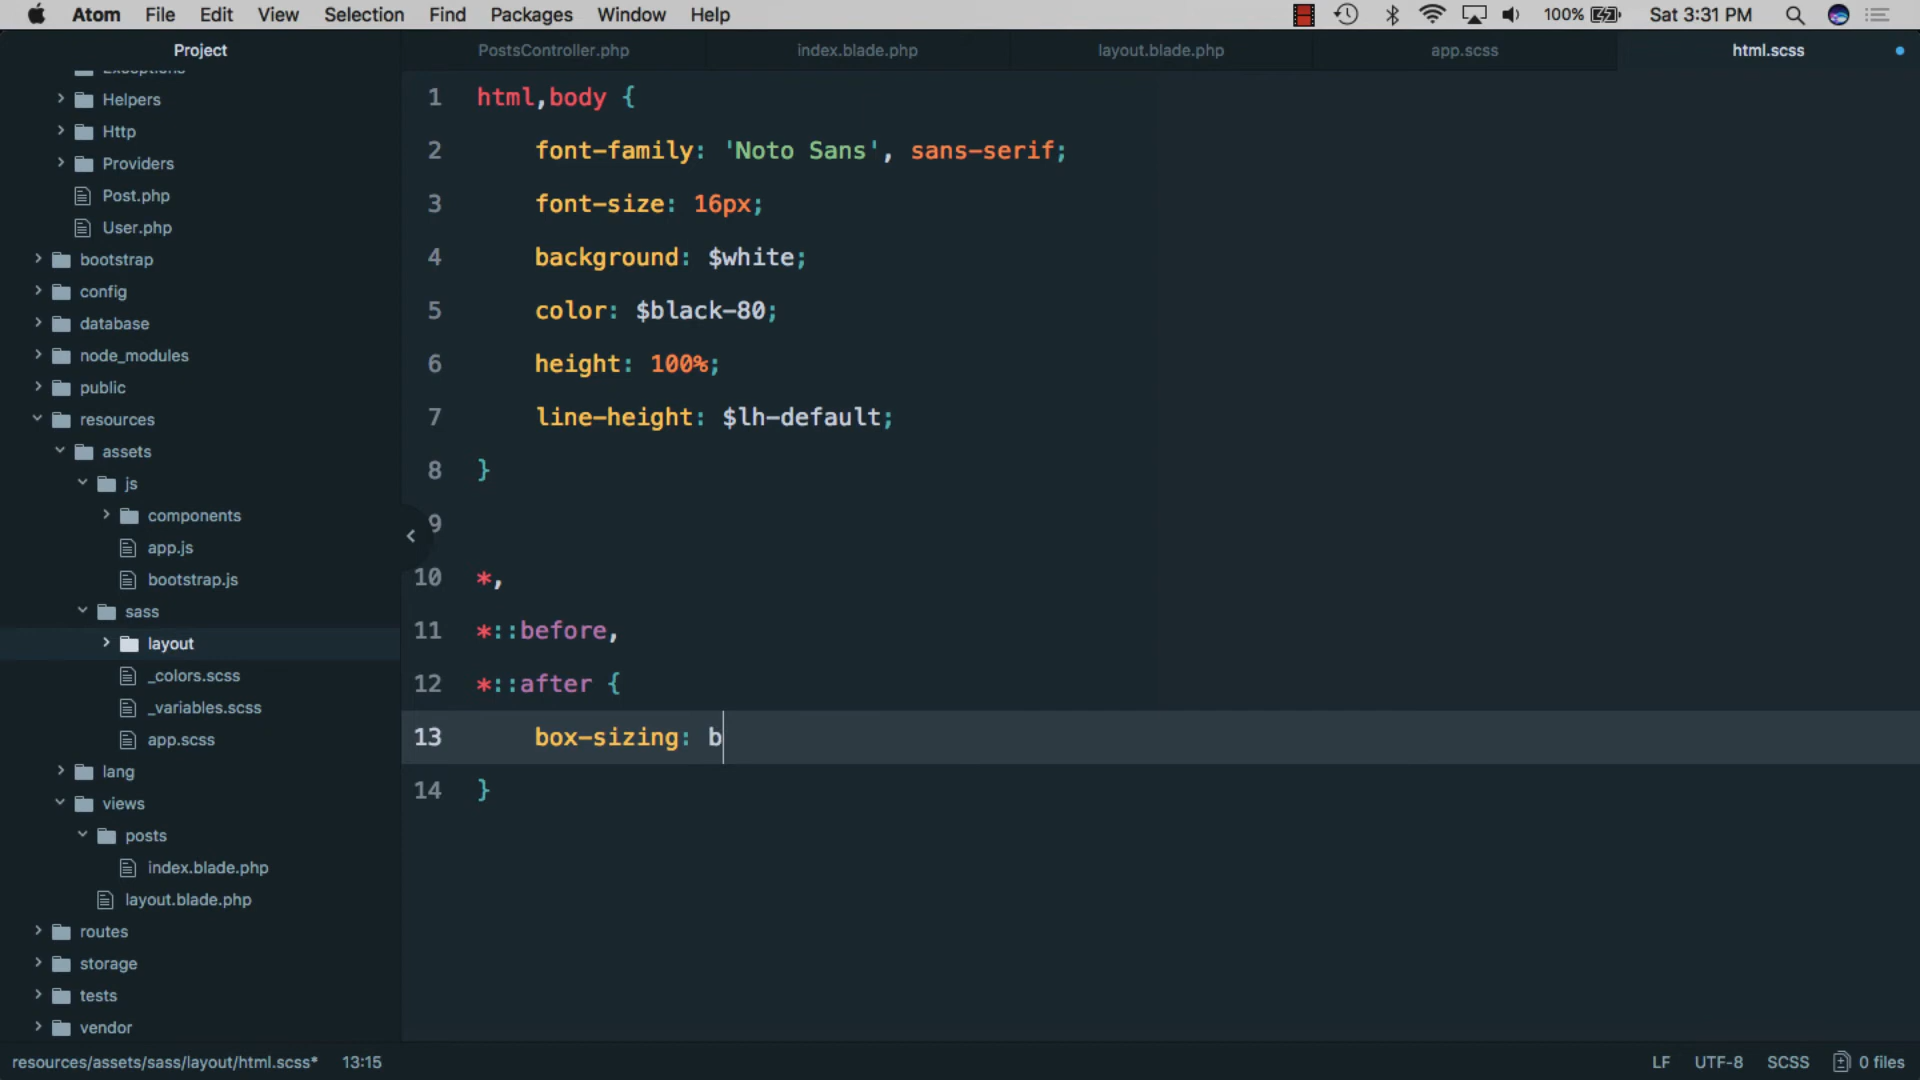 Atom File Edit View Selection Find Packages Window Help 100% Sat 3:31 PM
Project PostsController.php index.blade.php layout.blade.php app.scss html.scss
Exceptions
Helpers
Http
Providers
Post.php
User.php
bootstrap
config
database
node_modules
public
resources
assets
js
components
app.js
bootstrap.js
sass
layout
_colors.scss
_variables.scss
app.scss
lang
views
posts
index.blade.php
layout.blade.php
routes
storage
tests
vendor
1 html,body {
2 font-family: 'Noto Sans', sans-serif;
3 font-size: 16px;
4 background: $white;
5 color: $black-80;
6 height: 100%;
7 line-height: $lh-default;
8 }
9
10 *,
11 *::before,
12 *::after {
13 box-sizing: b
14 }
resources/assets/sass/layout/html.scss* 13:15 LF UTF-8 SCSS 0 files